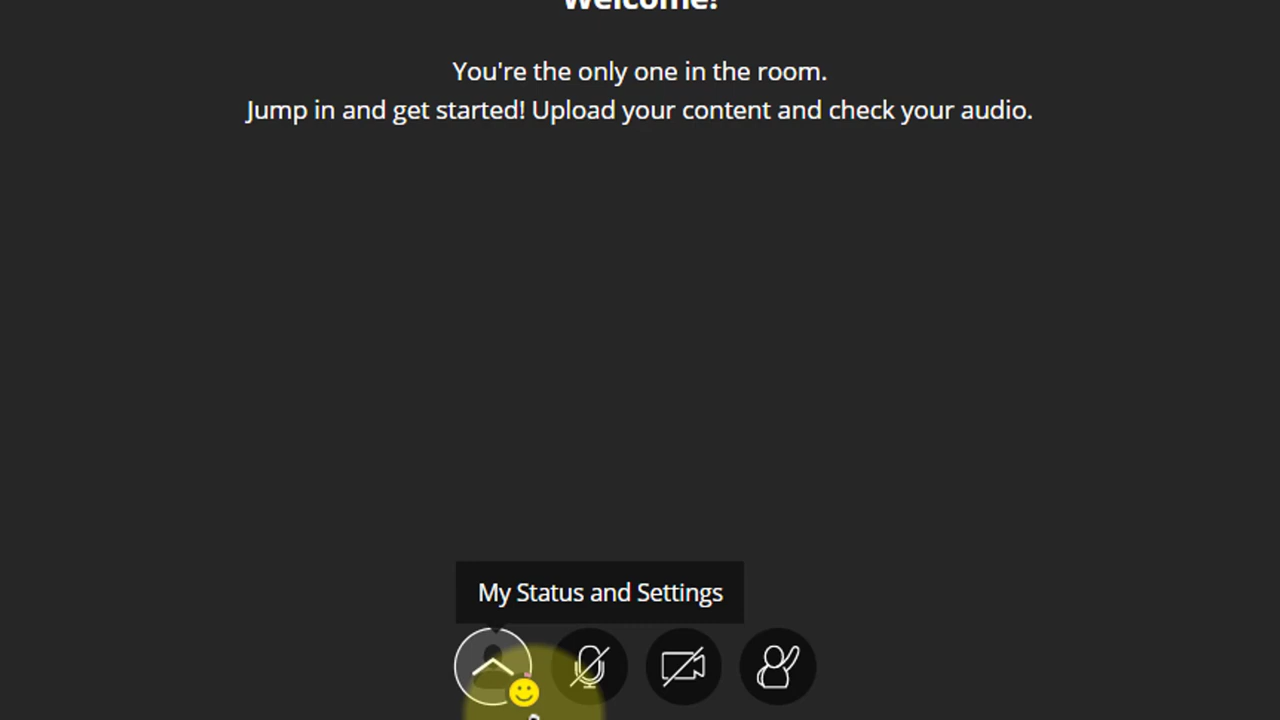 Welcome!
You're the only one in the room.
Jump in and get started! Upload your content and check your audio.
My Status and Settings